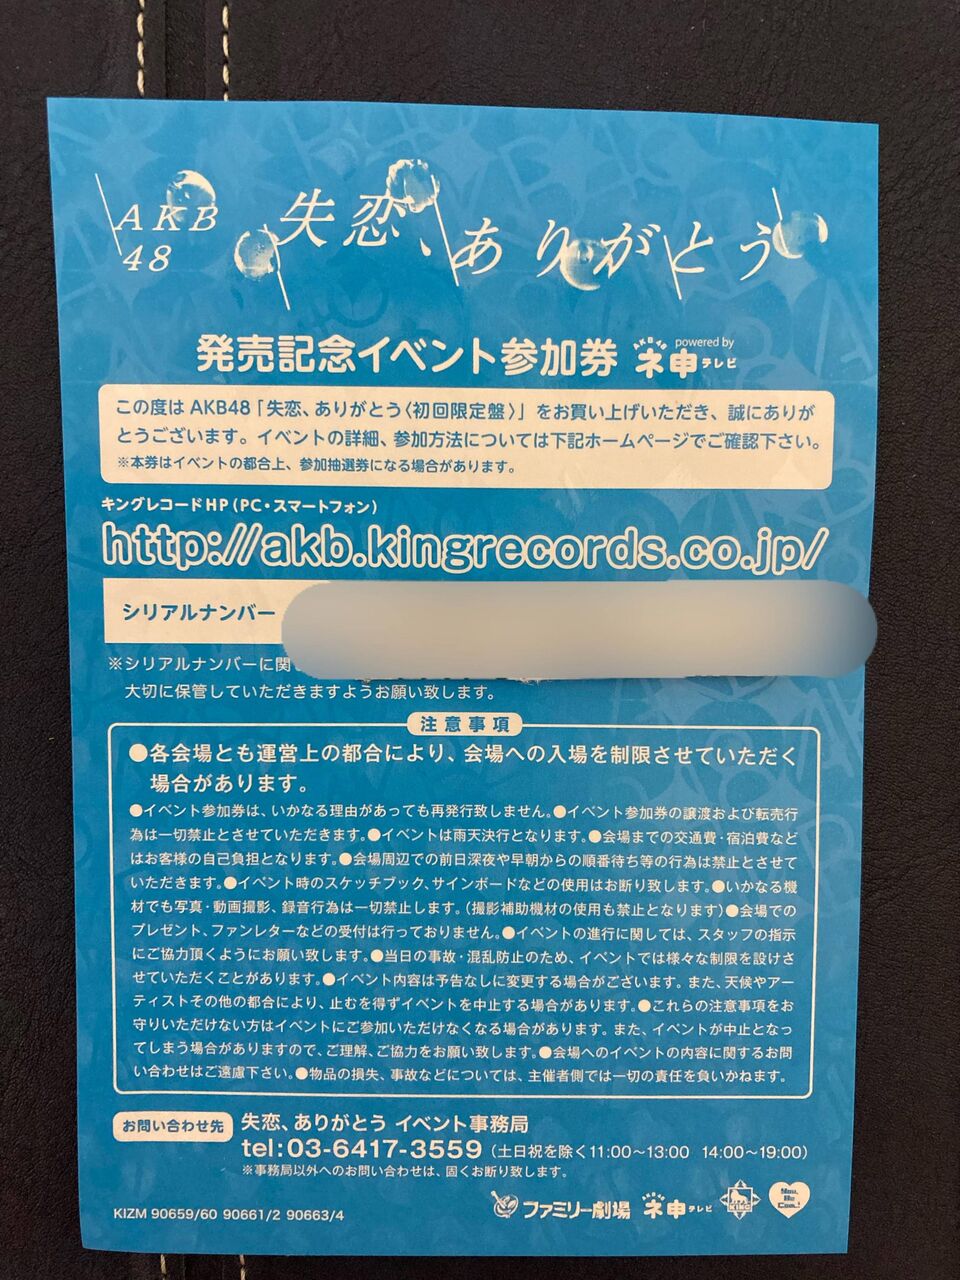 AKB
48
失恋、ありがとう
発売記念イベント参加券
powered by
AKB48
ネ申テレビ
この度は AKB48「失恋、ありがとう〈初回限定盤〉」をお買い上げいただき、誠にありが
とうございます。イベントの詳細、参加方法については下記ホームページでご確認下さい。
※本券はイベントの都合上、参加抽選券になる場合があります。
キングレコードHP(PC・スマートフォン)
http://akb.kingrecords.co.jp/
シリアルナンバー
※シリアルナンバーに関し
大切に保管していただきますようお願い致します。
注意事項
●各会場とも運営上の都合により、会場への入場を制限させていただく
場合があります。
●イベント参加券は、いかなる理由があっても再発行致しません。●イベント参加券の譲渡および転売行
為は一切禁止とさせていただきます。●イベントは雨天決行となります。●会場までの交通費・宿泊費など
はお客様の自己負担となります。●会場周辺での前日深夜や早朝からの順番待ち等の行為は禁止とさせて
いただきます。●イベント時のスケッチブック、サインボードなどの使用はお断り致します。●いかなる機
材でも写真・動画撮影、録音行為は一切禁止します。(撮影補助機材の使用も禁止となります)●会場での
プレゼント、ファンレターなどの受付は行っておりません。●イベントの進行に関しては、スタッフの指示
にご協力頂くようにお願い致します。●当日の事故・混乱防止のため、イベントでは様々な制限を設けさ
せていただくことがあります。●イベント内容は予告なしに変更する場合がございます。また、天候やアー
ティストその他の都合により、止むを得ずイベントを中止する場合があります。●これらの注意事項をお
守りいただけない方はイベントにご参加いただけなくなる場合があります。また、イベントが中止となっ
てしまう場合がありますので、ご理解、ご協力をお願い致します。●会場へのイベントの内容に関するお問
い合わせはご遠慮下さい。●物品の損失、事故などについては、主催者側では一切の責任を負いかねます。
お問い合わせ先
失恋、ありがとう イベント事務局
tel:03-6417-3559(土日祝を除く11:00〜13:00 14:00〜19:00)
※事務局以外へのお問い合わせは、固くお断り致します。
ファミリー劇場
AKB48
ネ申テレビ
KING
You, Be Cool!
KIZM 90659/60 90661/2 90663/4